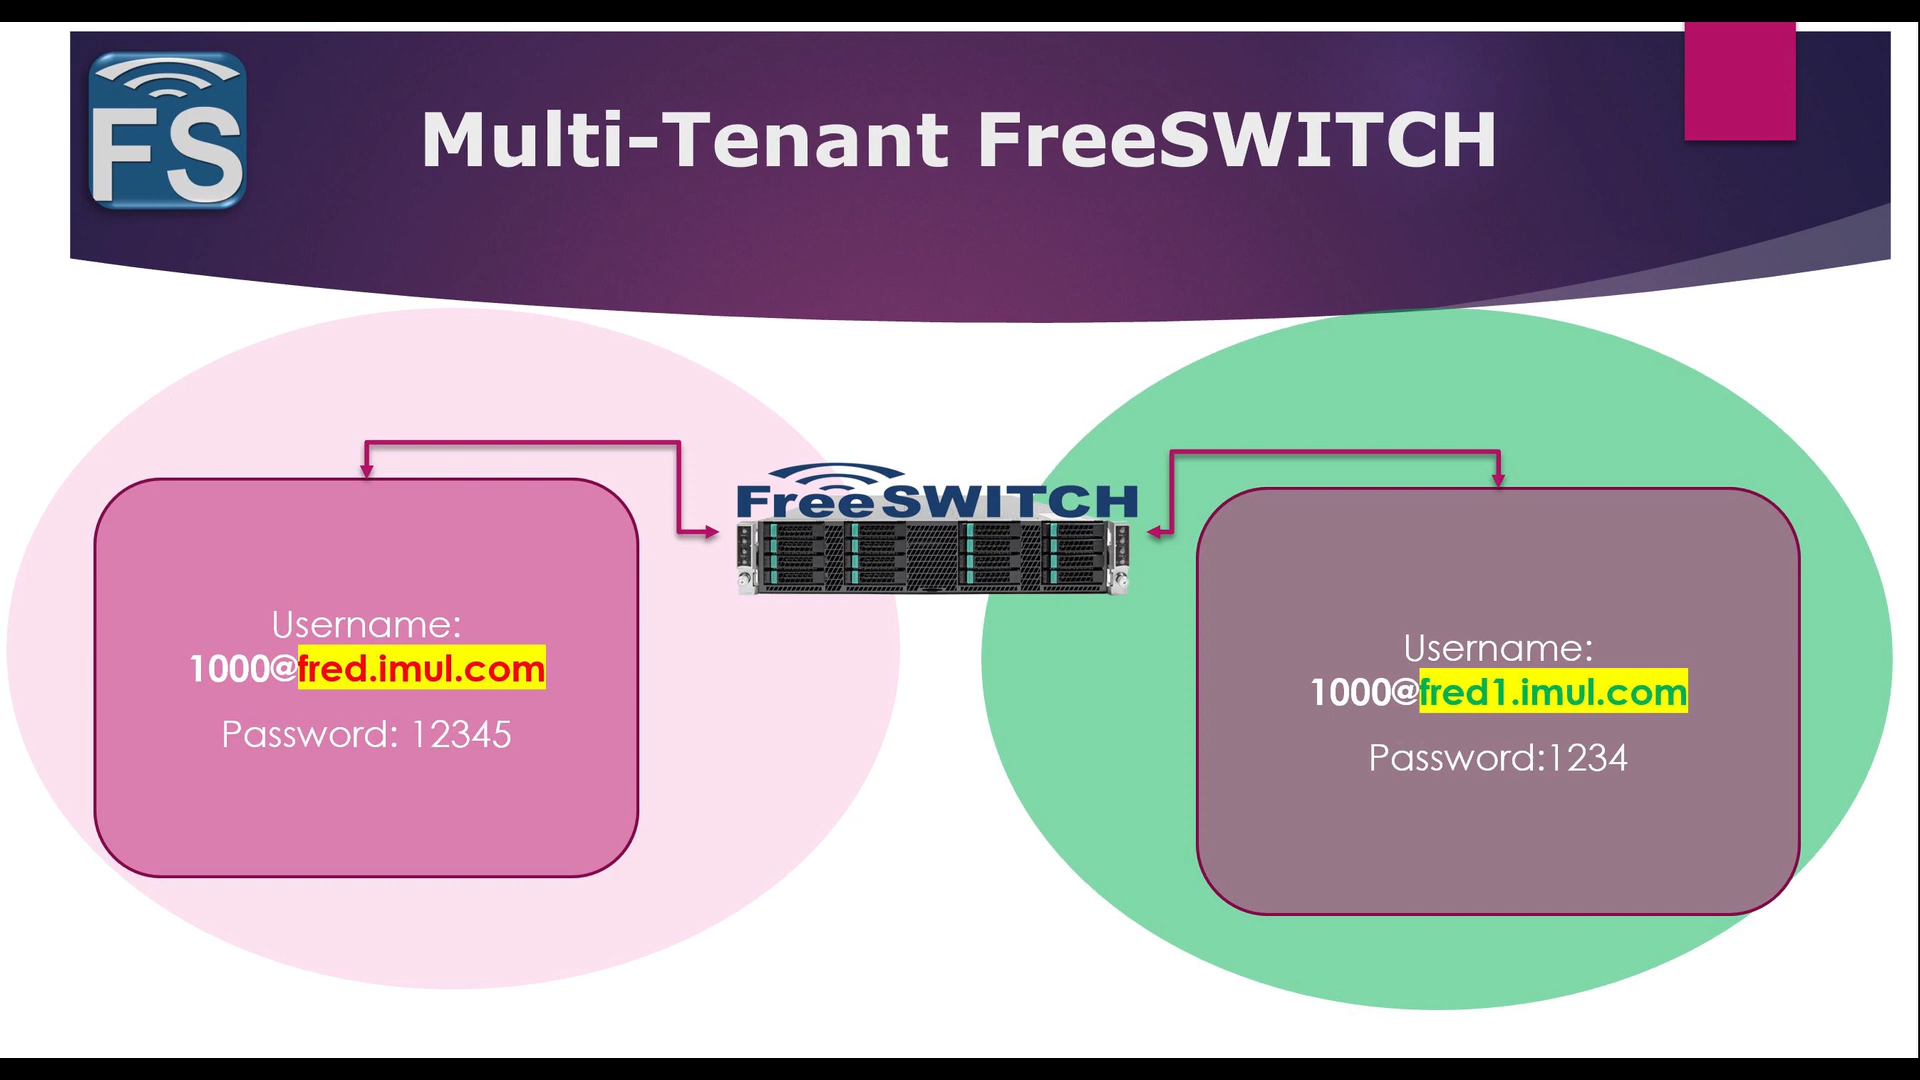 FS
Multi-Tenant FreeSWITCH
FreeSWITCH
Username:
1000@fred.imul.com
Password: 12345
Username:
1000@fred1.imul.com
Password:1234